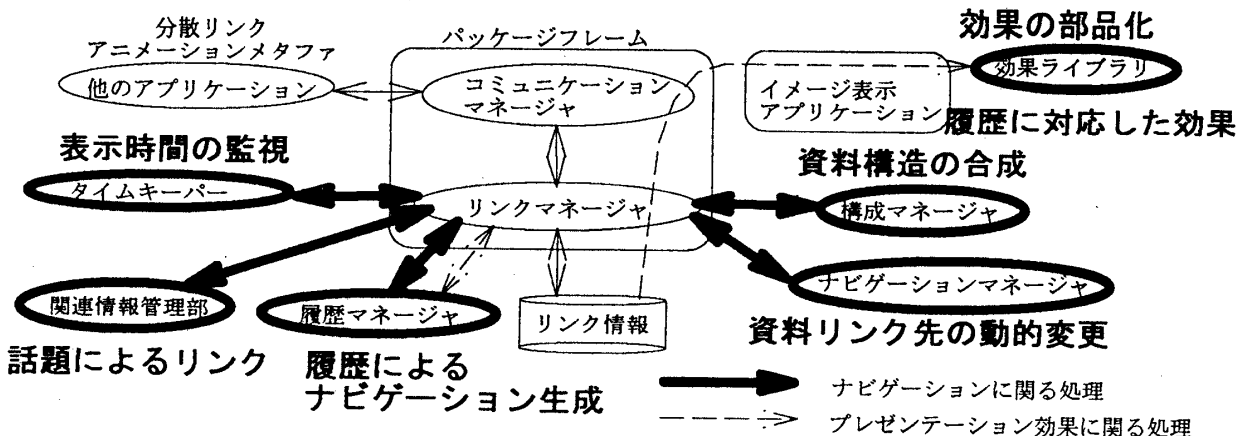 分散リンク
アニメーションメタファ
他のアプリケーション
パッケージフレーム
コミュニケーション
マネージャ
イメージ表示
アプリケーション
効果の部品化
効果ライブラリ
履歴に対応した効果
表示時間の監視
タイムキーパー
リンクマネージャ
資料構造の合成
構成マネージャ
関連情報管理部
話題によるリンク
履歴マネージャ
履歴による
ナビゲーション生成
リンク情報
ナビゲーションマネージャ
資料リンク先の動的変更
ナビゲーションに関る処理
プレゼンテーション効果に関る処理